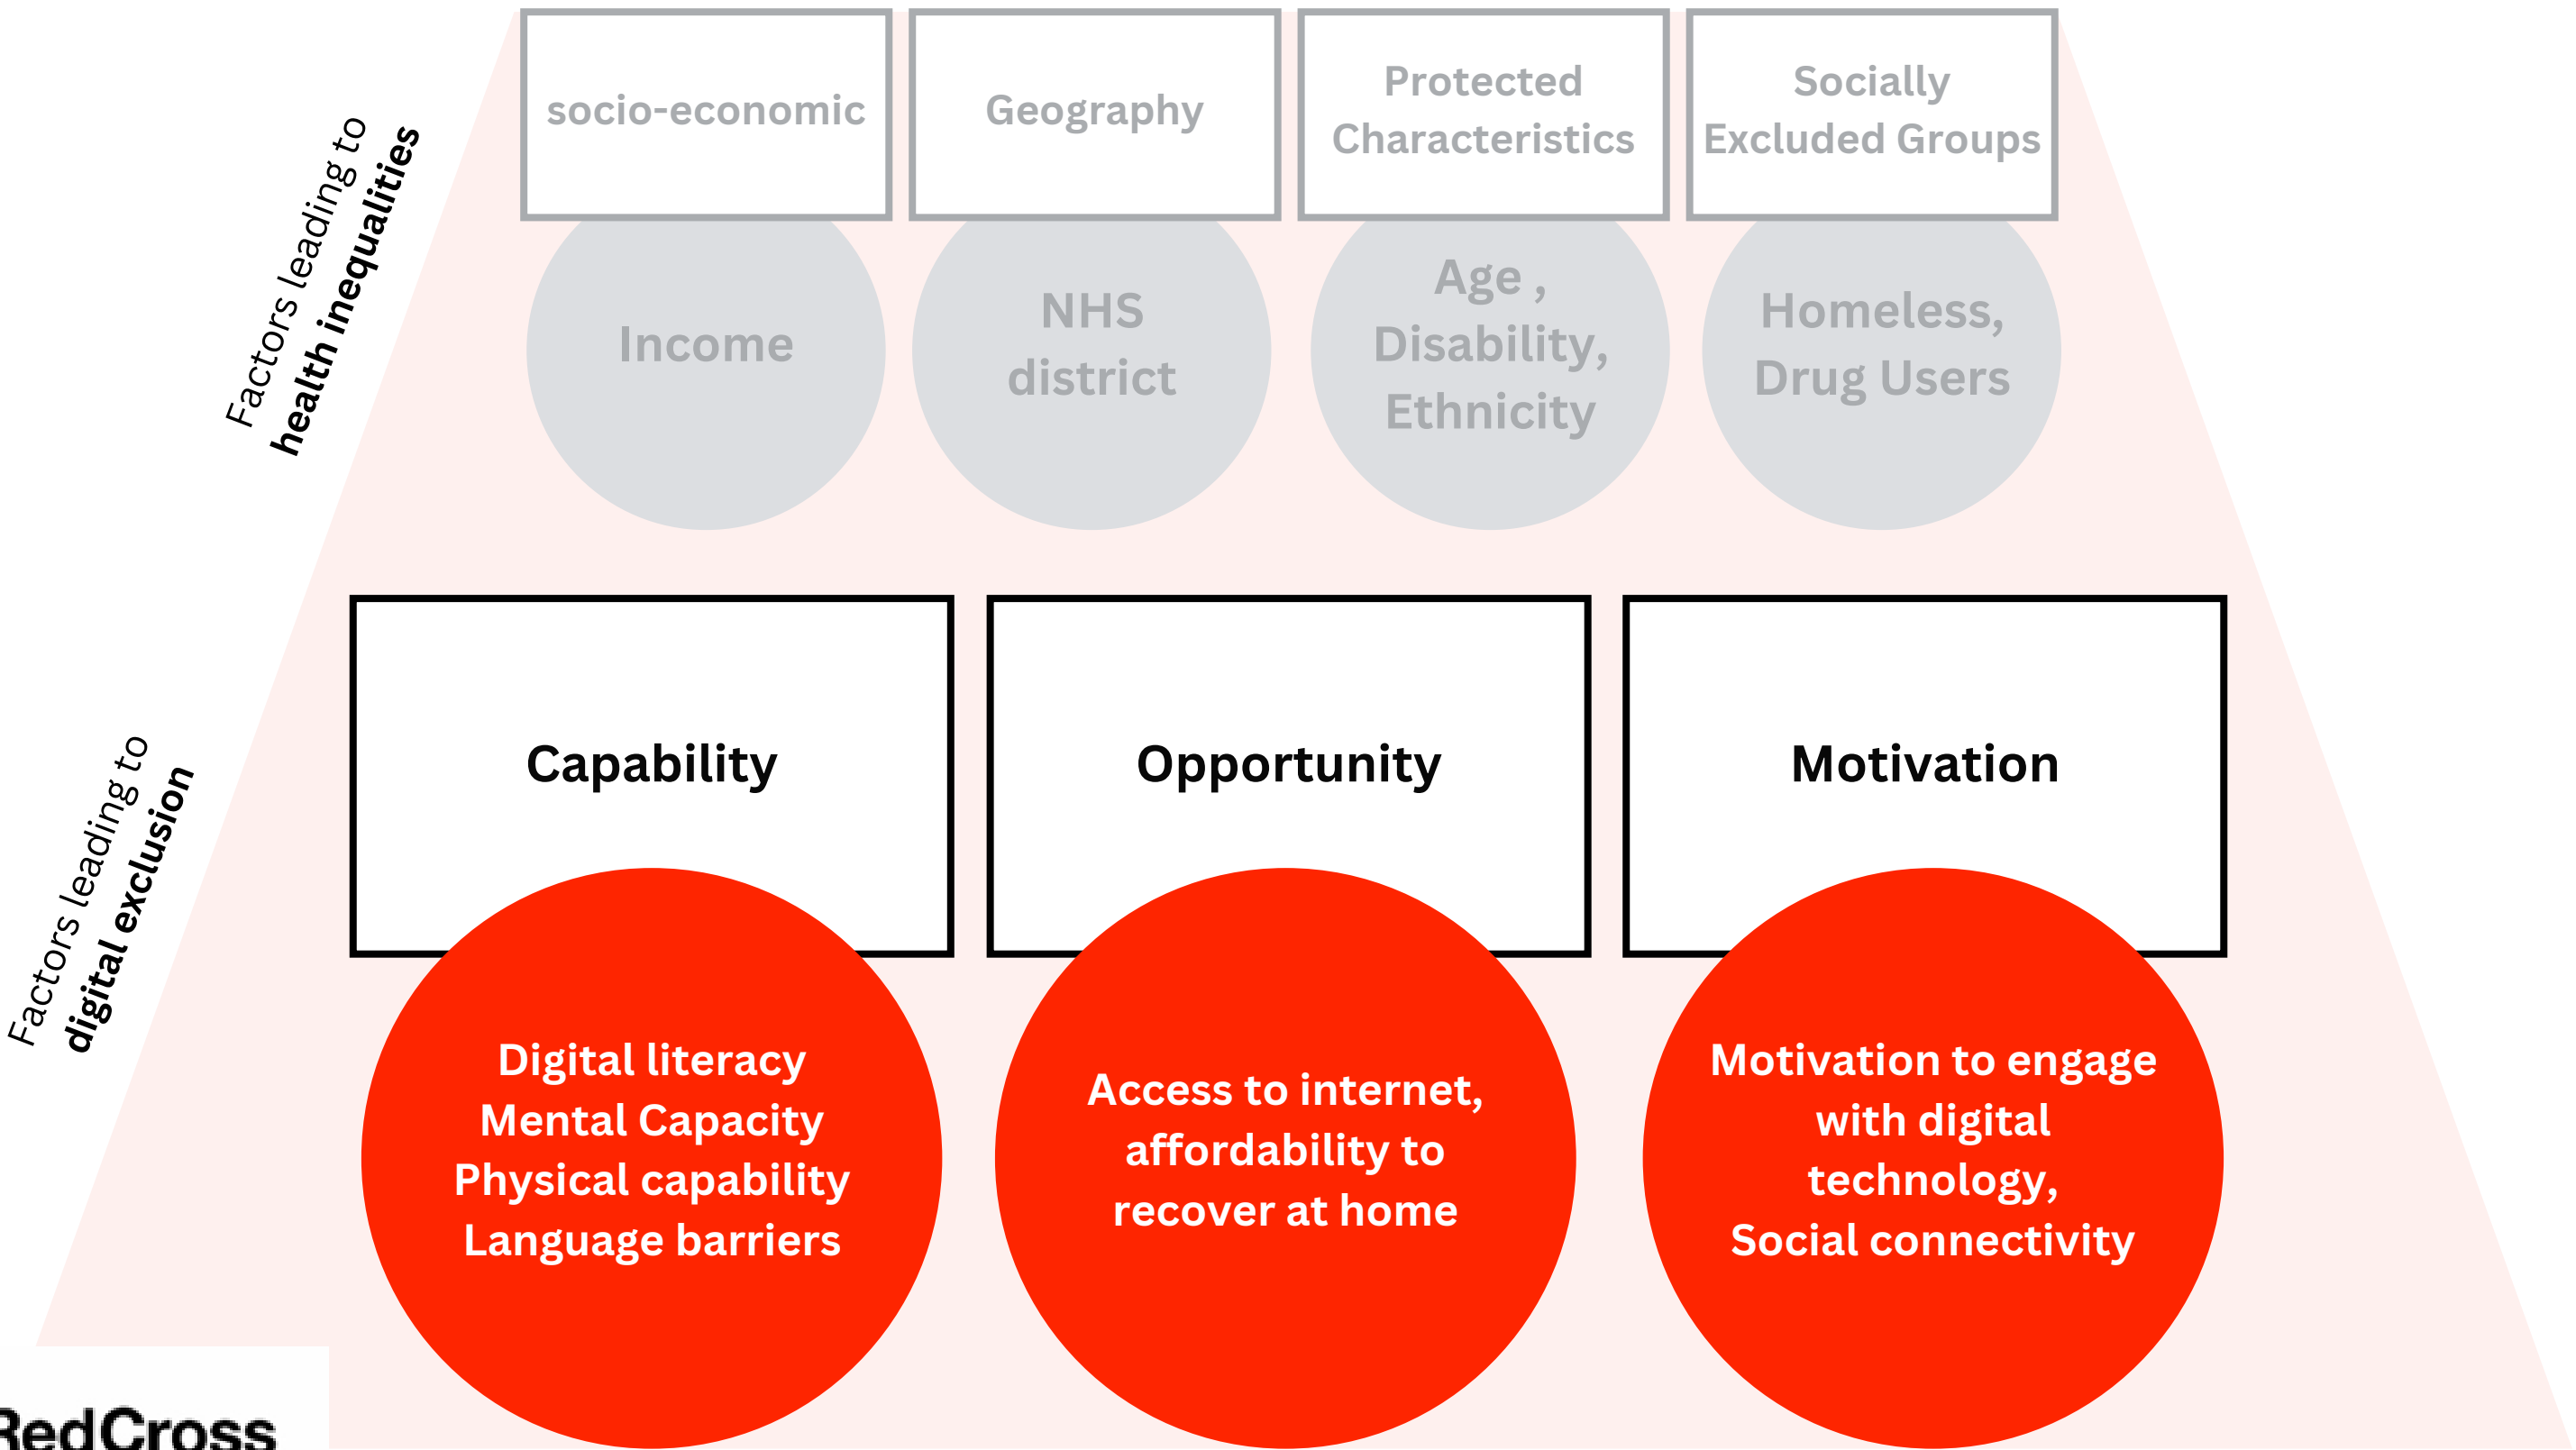 socio-economic
Geography
Protected
Characteristics
Socially
Excluded Groups
Factors leading to
health inequalities
Income
NHS
district
Age ,
Disability,
Ethnicity
Homeless,
Drug Users
Capability
Opportunity
Motivation
Factors leading to
digital exclusion
Digital literacy
Mental Capacity
Physical capability
Language barriers
Access to internet,
affordability to
recover at home
Motivation to engage
with digital
technology,
Social connectivity
RedCross